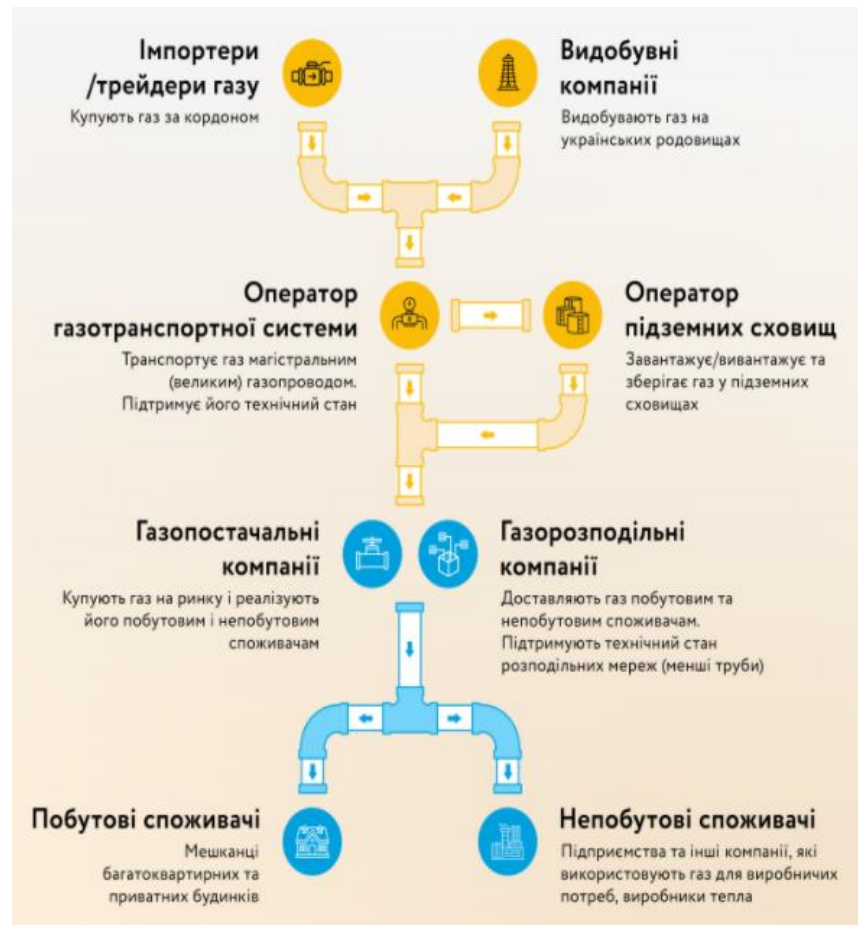 Імпортери
/трейдери газу
Купують газ за кордоном
Видобувні
компанії
Видобувають газ на
українських родовищах
Оператор
газотранспортної системи
Транспортує газ магістральним
(великим) газопроводом.
Підтримує його технічний стан
Оператор
підземних сховищ
Завантажує/вивантажує та
зберігає газ у підземних
сховищах
Газопостачальні
компанії
Купують газ на ринку і реалізують
його побутовим і непобутовим
споживачам
Газорозподільні
компанії
Доставляють газ побутовим та
непобутовим споживачам.
Підтримують технічний стан
розподільних мереж (менші труби)
Побутові споживачі
Мешканці
багатоквартирних та
приватних будинків
Непобутові споживачі
Підприємства та інші компанії, які
використовують газ для виробничих
потреб, виробники тепла